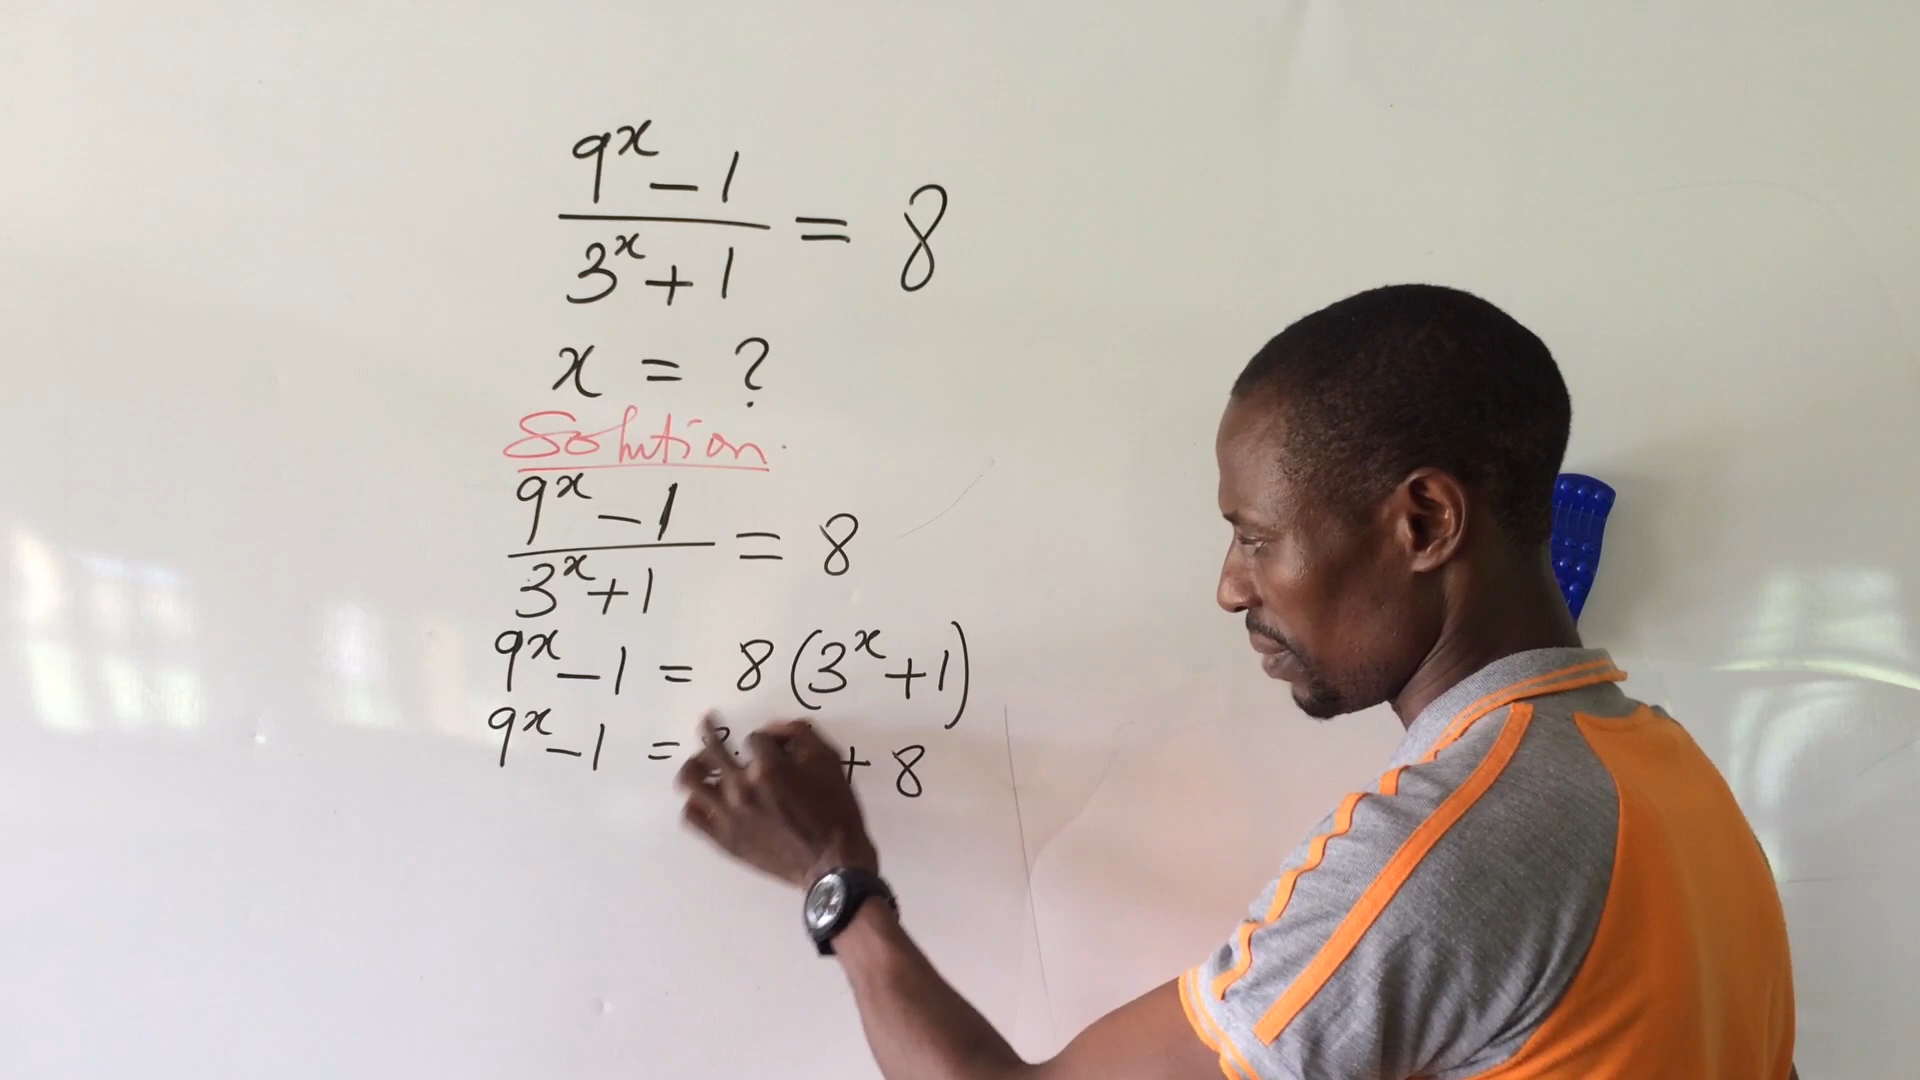 9^x - 1 / 3^x + 1 = 8
x = ?
Solution.
9^x - 1 / 3^x + 1 = 8
9^x - 1 = 8(3^x + 1)
9^x - 1 = + 8